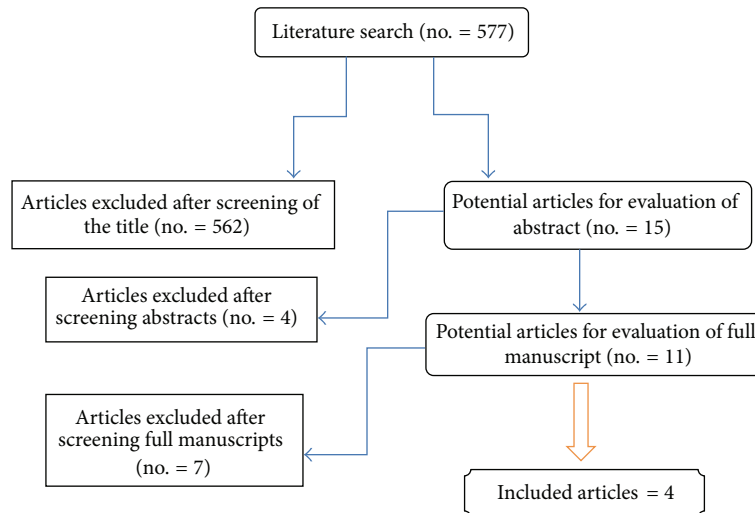 Literature search (no. = 577)
Articles excluded after screening of
the title (no. = 562)
Potential articles for evaluation of
abstract (no. = 15)
Articles excluded after
screening abstracts (no. = 4)
Potential articles for evaluation of full
manuscript (no. = 11)
Articles excluded after
screening full manuscripts
(no. = 7)
Included articles = 4